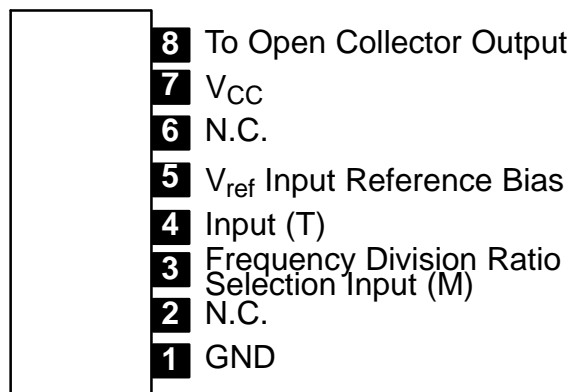 8 To Open Collector Output
7 VCC
6 N.C.
5 Vref Input Reference Bias
4 Input (T)
3 Frequency Division Ratio
Selection Input (M)
2 N.C.
1 GND